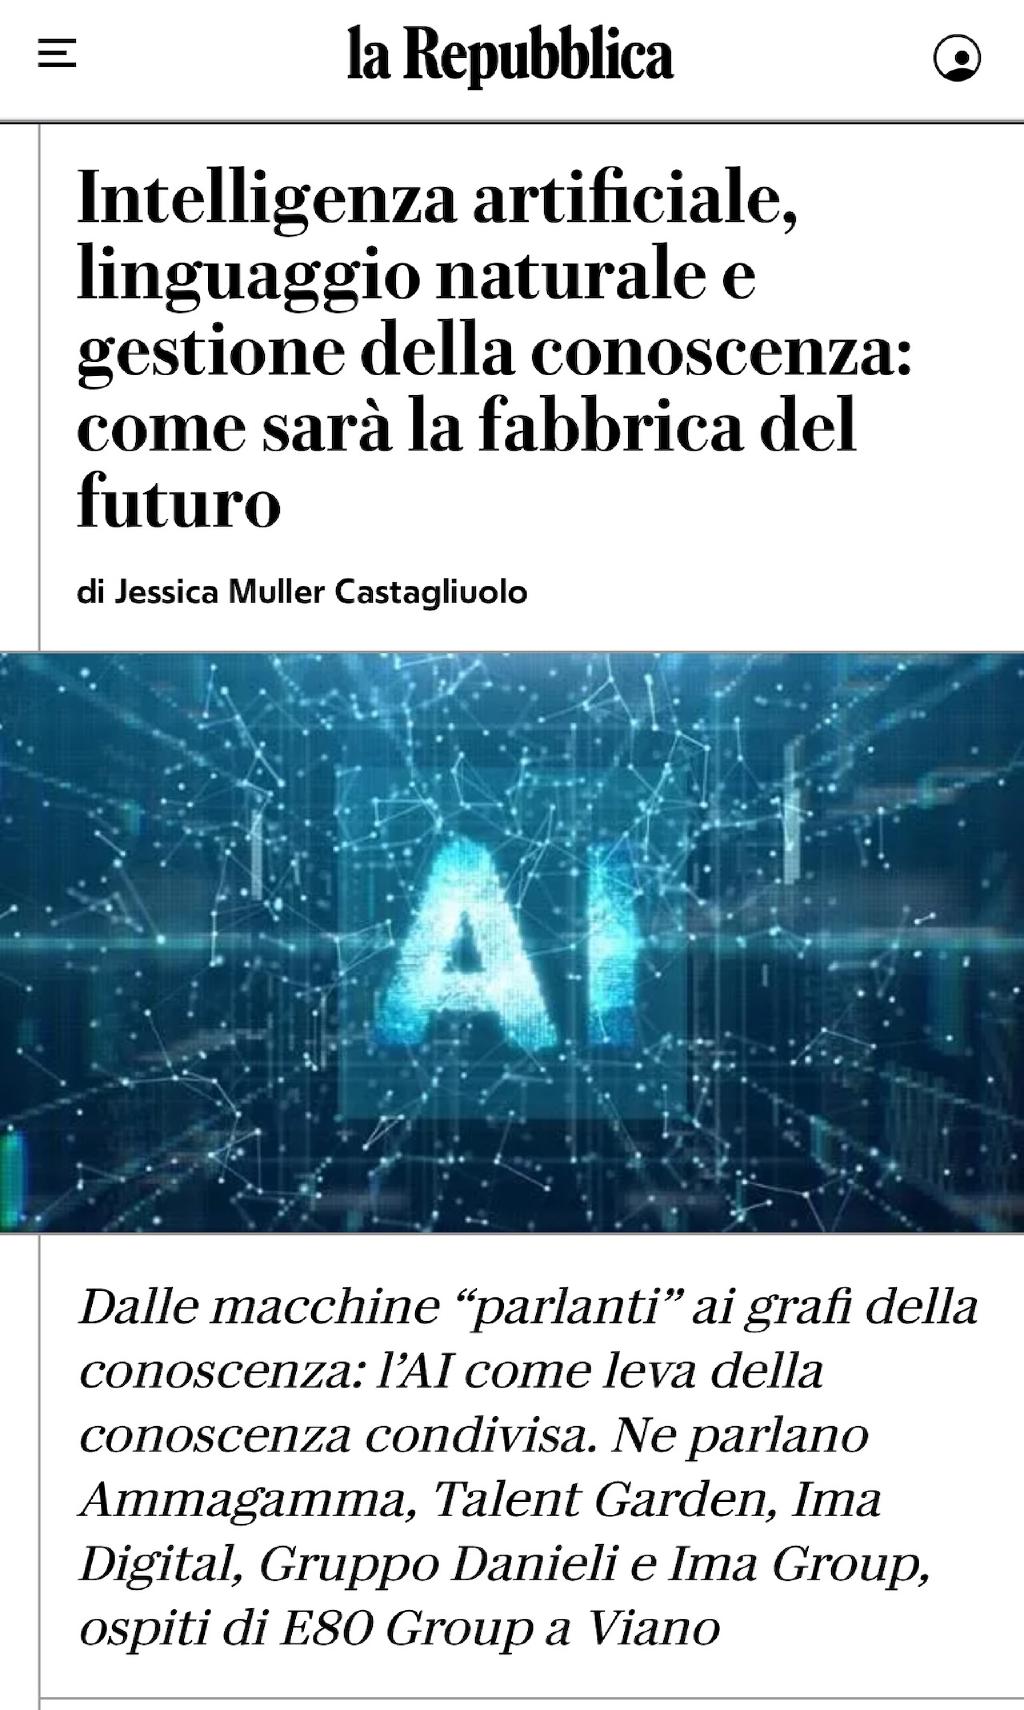 la Repubblica
Intelligenza artificiale,
linguaggio naturale e
gestione della conoscenza:
come sarà la fabbrica del
futuro
di Jessica Muller Castagliuolo
AI
Dalle macchine “parlanti” ai grafi della
conoscenza: l’AI come leva della
conoscenza condivisa. Ne parlano
Ammagamma, Talent Garden, Ima
Digital, Gruppo Danieli e Ima Group,
ospiti di E80 Group a Viano